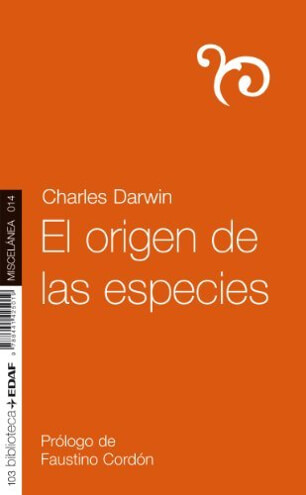 Charles Darwin
El origen de
las especies
Prólogo de
Faustino Cordón
MISCELÁNEA 014
103 biblioteca EDAF